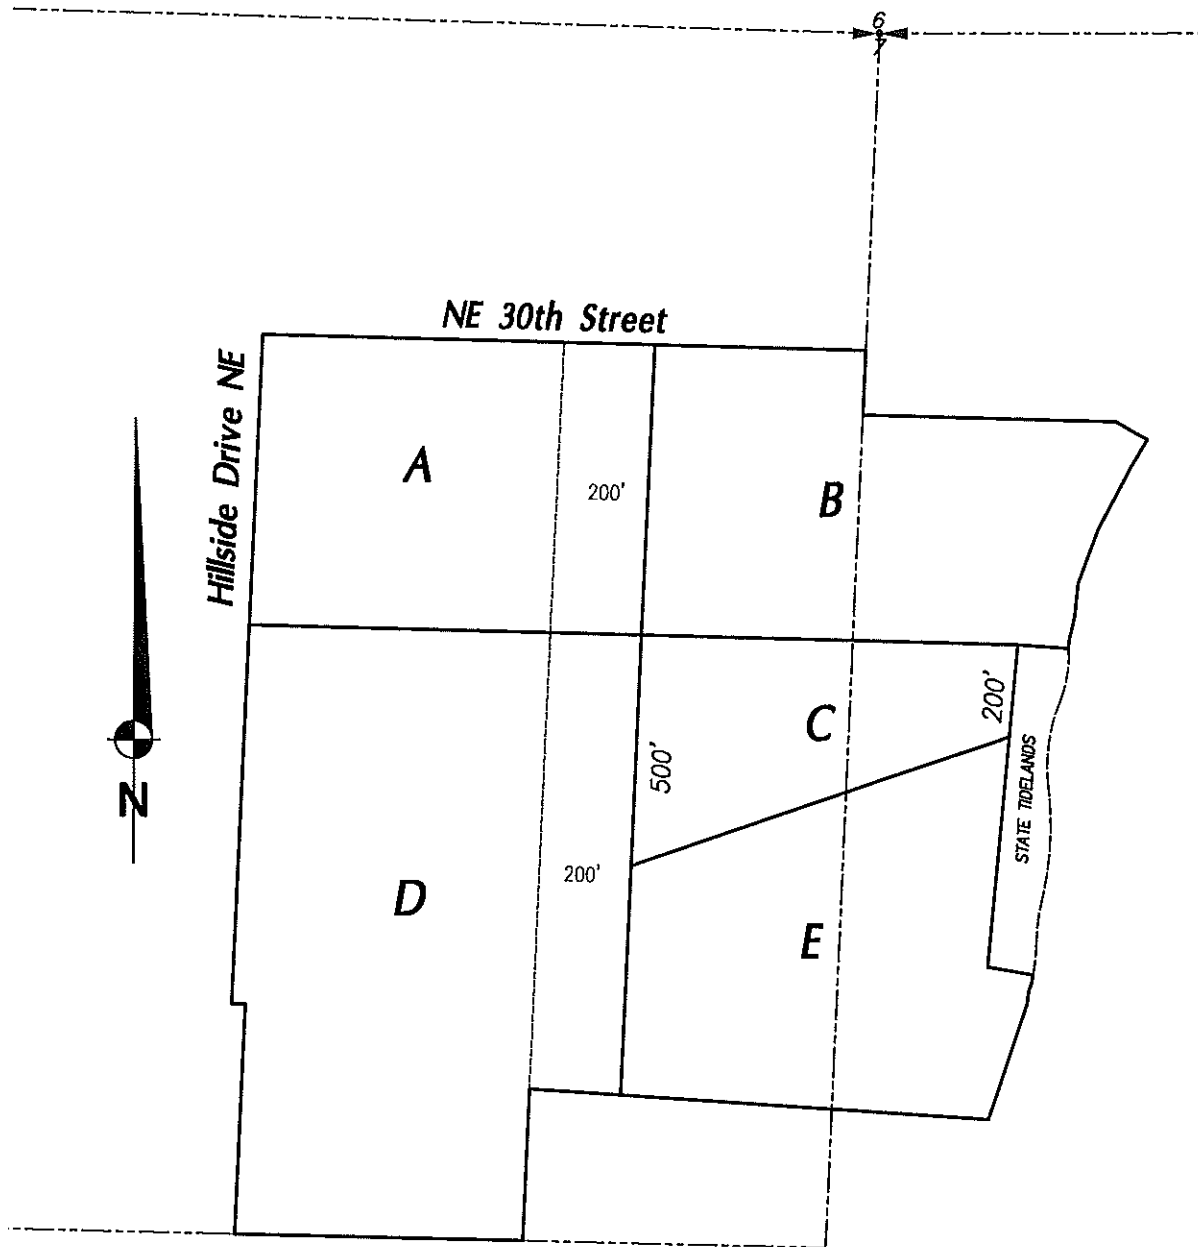 6
7
NE 30th Street
Hillside Drive NE
A
200'
B
200'
C
500'
STATE TIDELANDS
N
200'
D
E